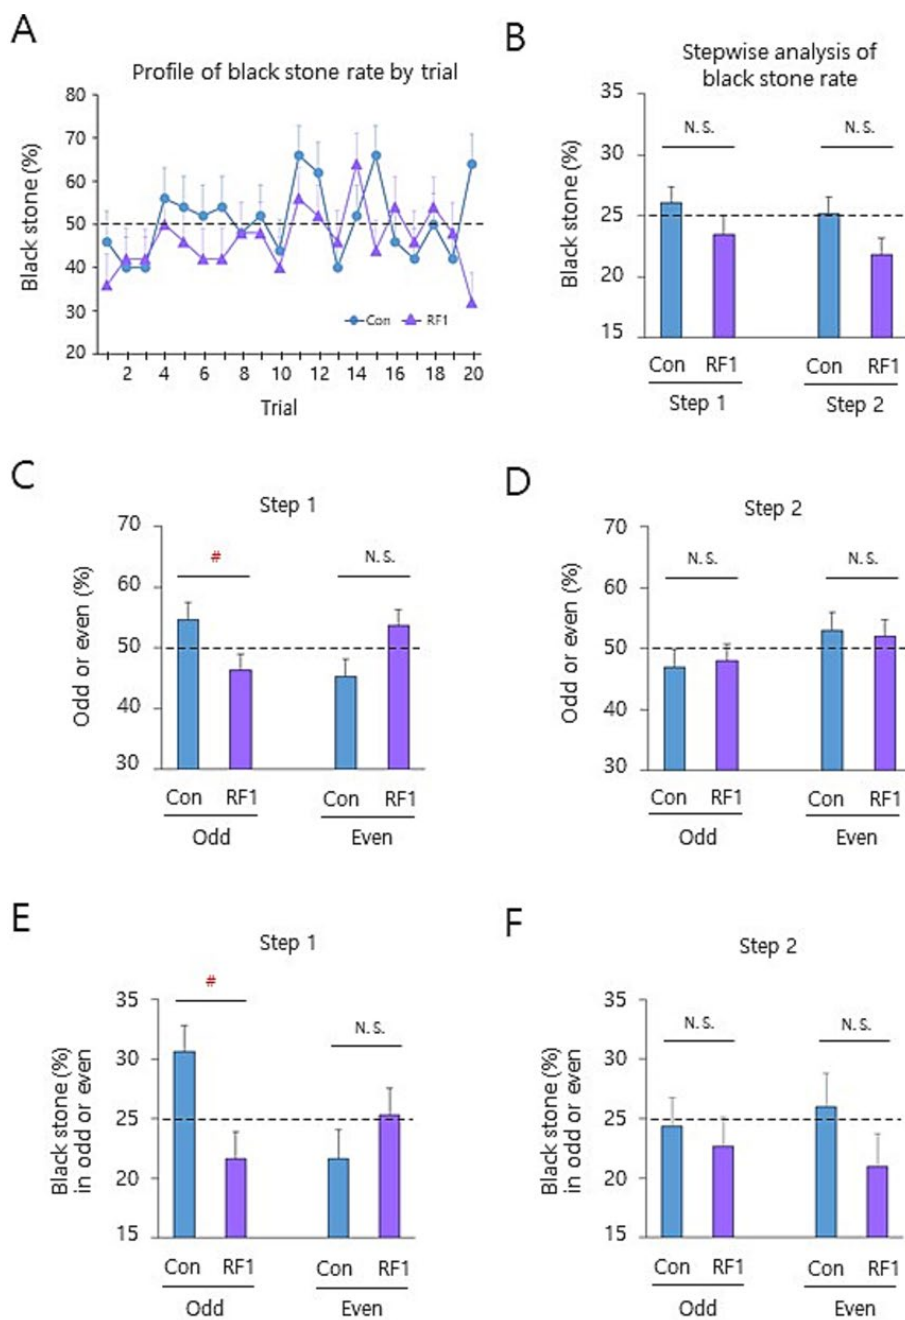 A
Profile of black stone rate by trial
Black stone (%)
80
70
60
50
40
30
20
Con
RF1
2 4 6 8 10 12 14 16 18 20
Trial
B
Stepwise analysis of
black stone rate
Black stone (%)
35
25
20
15
N. S.
N. S.
Con RF1 Con RF1
Step 1 Step 2
C
Step 1
Odd or even (%)
70
60
50
40
30
#
N. S.
Con RF1 Con RF1
Odd Even
D
Step 2
Odd or even (%)
70
60
50
40
30
N. S.
N. S.
Con RF1 Con RF1
Odd Even
E
Step 1
Black stone (%)
in odd or even
35
30
25
20
15
#
N. S.
Con RF1 Con RF1
Odd Even
F
Step 2
Black stone (%)
in odd or even
35
30
25
20
15
N. S.
N. S.
Con RF1 Con RF1
Odd Even